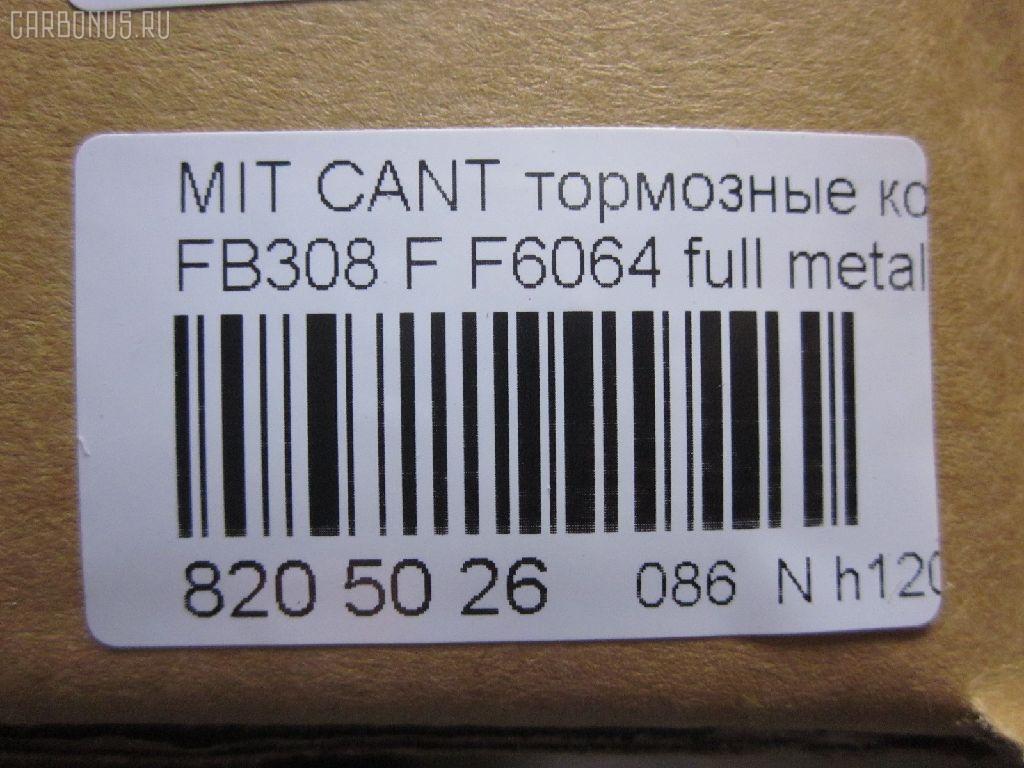 CARBONUS.RU
MIT CANT тормозные ко
FB308 F F6064 full metal
820 50 26 086 N h120